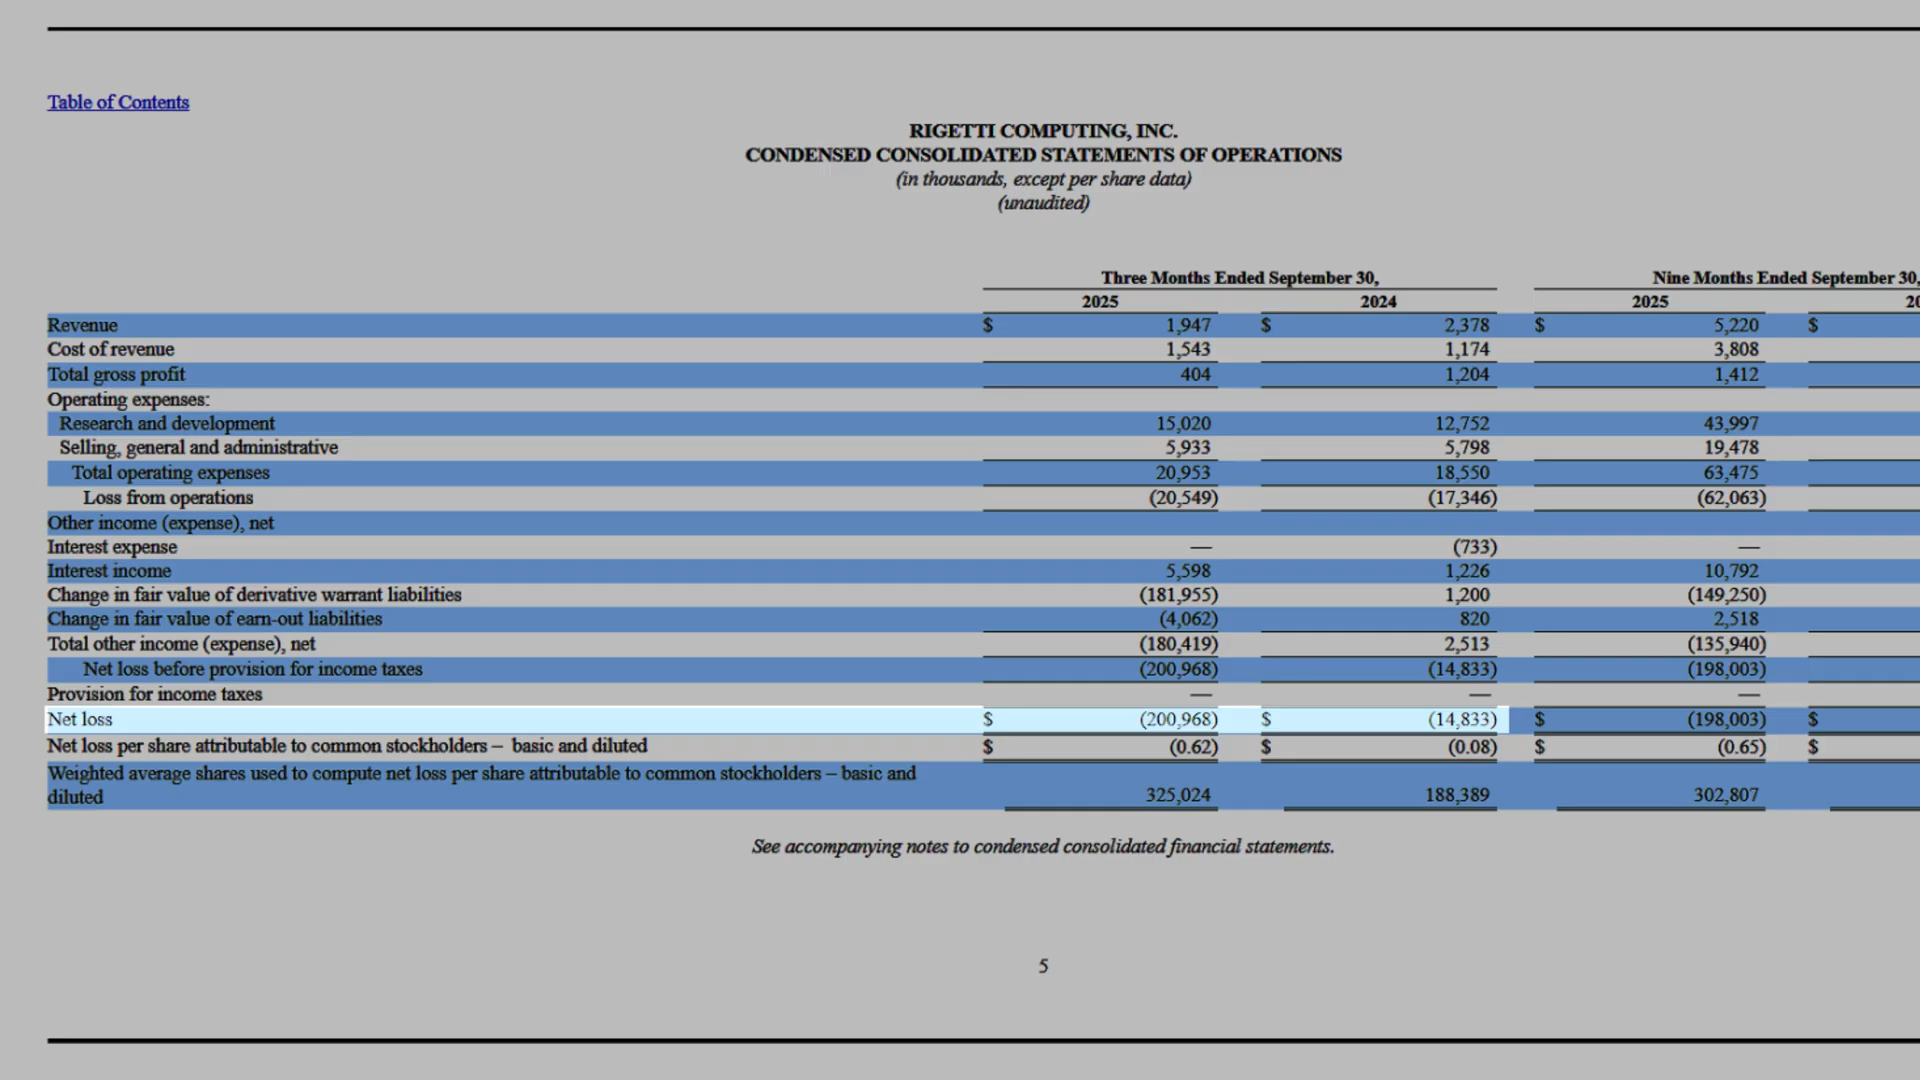 Table of Contents
RIGETTI COMPUTING, INC.
CONDENSED CONSOLIDATED STATEMENTS OF OPERATIONS
(in thousands, except per share data)
(unaudited)
Three Months Ended September 30, Nine Months Ended September 30,
2025 2024 2025 20
Revenue $ 1,947 $ 2,378 $ 5,220 $
Cost of revenue 1,543 1,174 3,808
Total gross profit 404 1,204 1,412
Operating expenses:
Research and development 15,020 12,752 43,997
Selling, general and administrative 5,933 5,798 19,478
Total operating expenses 20,953 18,550 63,475
Loss from operations (20,549) (17,346) (62,063)
Other income (expense), net
Interest expense — (733) —
Interest income 5,598 1,226 10,792
Change in fair value of derivative warrant liabilities (181,955) 1,200 (149,250)
Change in fair value of earn-out liabilities (4,062) 820 2,518
Total other income (expense), net (180,419) 2,513 (135,940)
Net loss before provision for income taxes (200,968) (14,833) (198,003)
Provision for income taxes — — —
Net loss $ (200,968) $ (14,833) $ (198,003) $
Net loss per share attributable to common stockholders – basic and diluted $ (0.62) $ (0.08) $ (0.65) $
Weighted average shares used to compute net loss per share attributable to common stockholders – basic and
diluted 325,024 188,389 302,807
See accompanying notes to condensed consolidated financial statements.
5